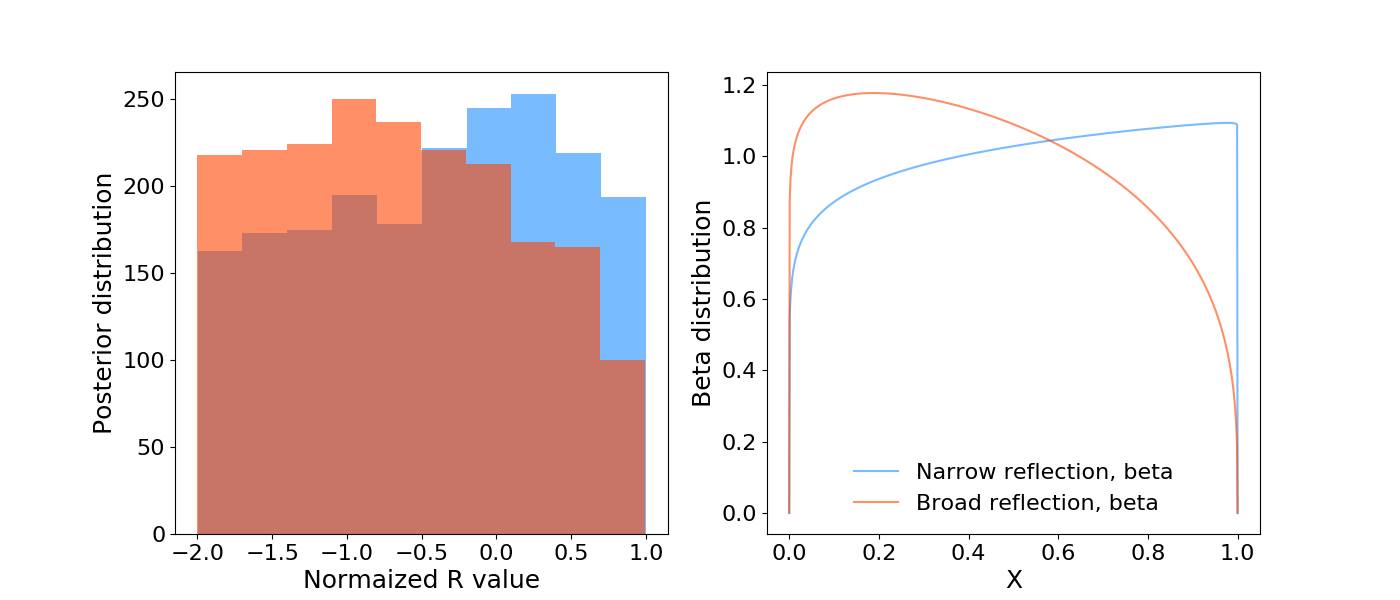 Posterior distribution
250
200
150
100
50
0
−2.0 −1.5 −1.0 −0.5 0.0 0.5 1.0
Normaized R value
Beta distribution
1.2
1.0
0.8
0.6
0.4
0.2
0.0
0.0 0.2 0.4 0.6 0.8 1.0
X
Narrow reflection, beta
Broad reflection, beta